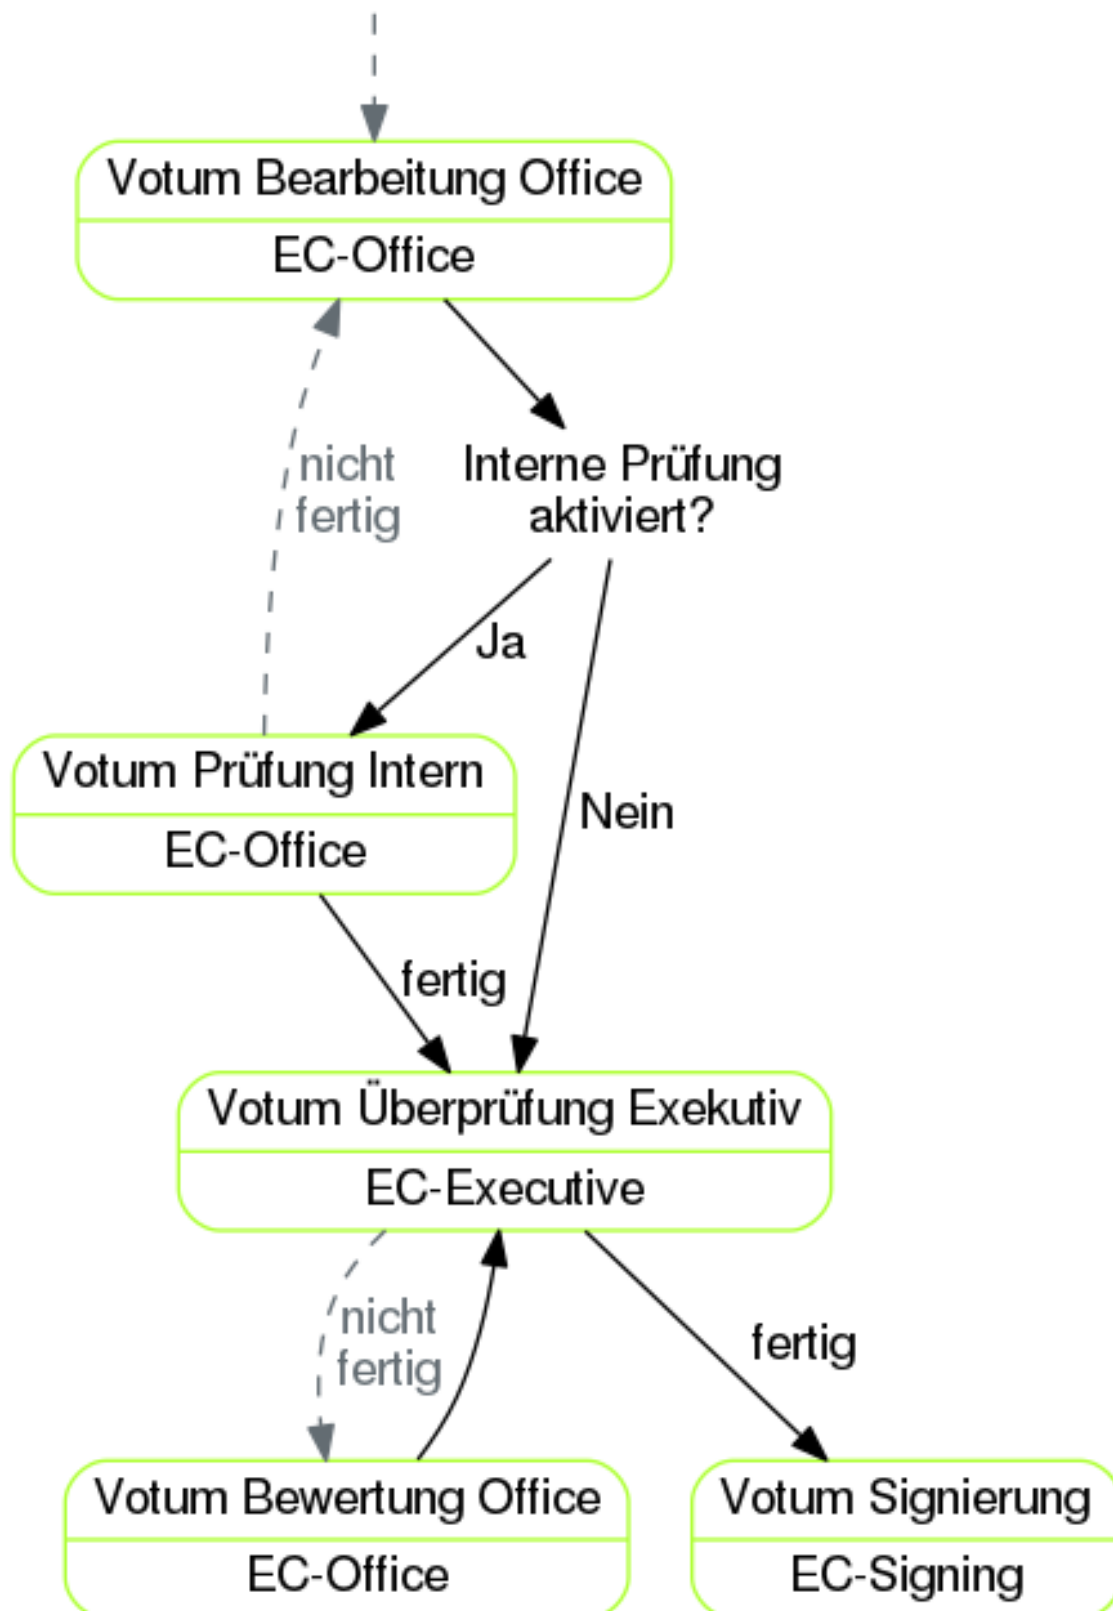 Votum Bearbeitung Office
EC-Office
nicht
fertig
Interne Prüfung
aktiviert?
Ja
Votum Prüfung Intern
EC-Office
Nein
fertig
Votum Überprüfung Exekutiv
EC-Executive
nicht
fertig
fertig
Votum Bewertung Office
EC-Office
Votum Signierung
EC-Signing